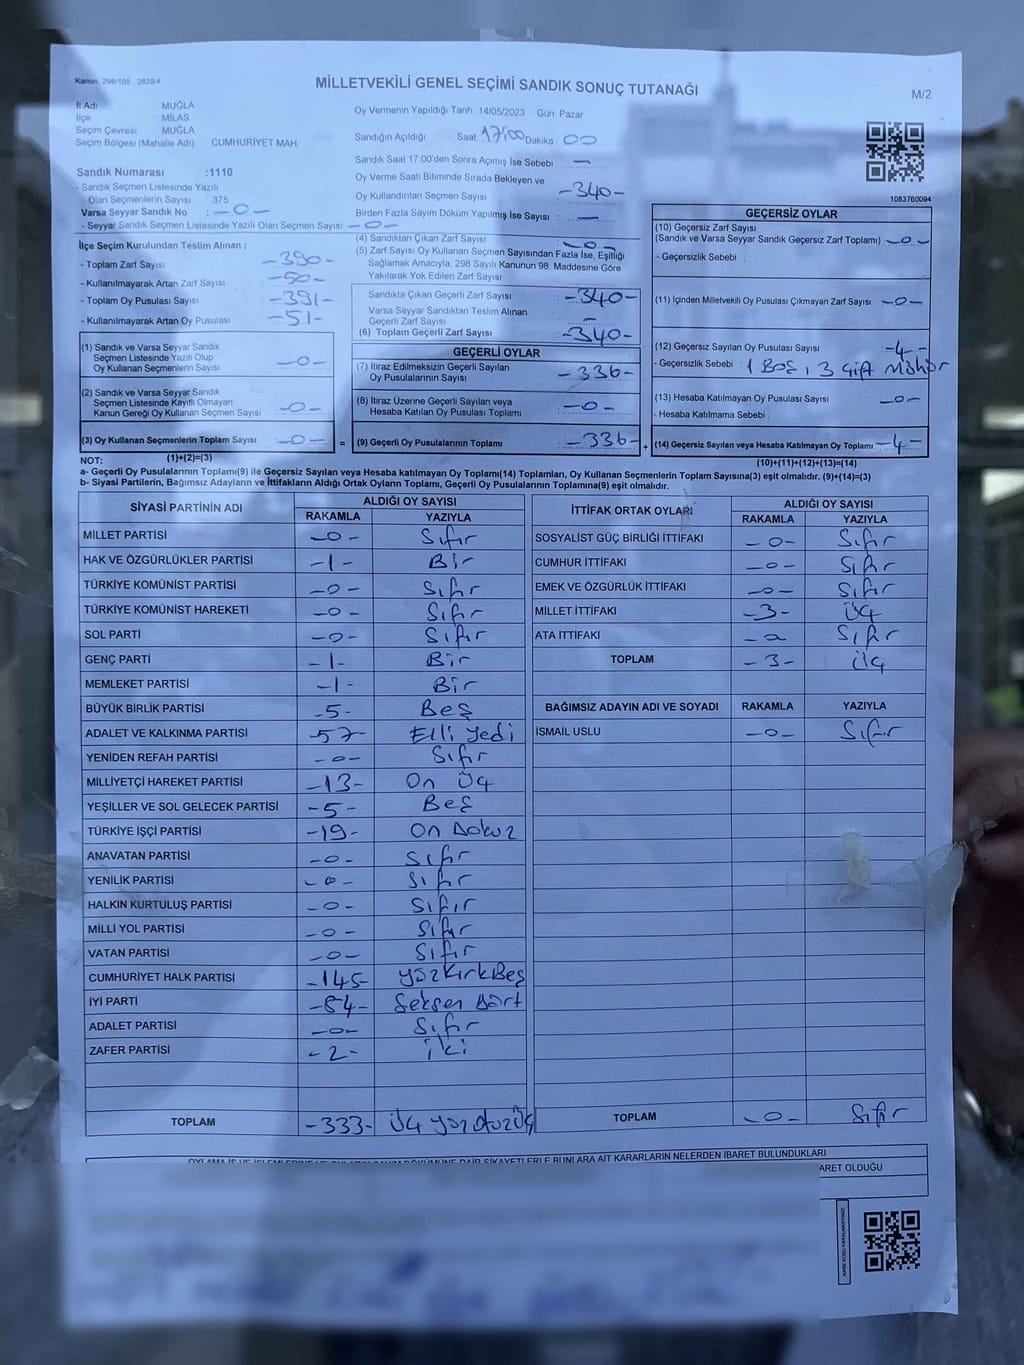 Kanun, 298/105 , 2839/4
MİLLETVEKİLİ GENEL SEÇİMİ SANDIK SONUÇ TUTANAĞI
M/2
İl Adı MUĞLA
İlçe MİLAS
Seçim Çevresi MUĞLA
Seçim Bölgesi (Mahalle Adı) CUMHURİYET MAH.
Oy Vermenin Yapıldığı Tarih : 14/05/2023 Gün: Pazar
Sandığın Açıldığı Saat: 17:00 Dakika : 00
Sandık Saat 17:00'den Sonra Açımış İse Sebebi : —
Oy Verme Saati Bitiminde Sırada Bekleyen ve
Oy Kullandırılan Seçmen Sayısı : -340-
Birden Fazla Sayım Döküm Yapılmış İse Sayısı : —
1083760094
Sandık Numarası :1110
- Sandık Seçmen Listesinde Yazılı
Olan Seçmenlerin Sayısı : 375
Varsa Seyyar Sandık No : -0-
- Seyyar Sandık Seçmen Listesinde Yazılı Olan Seçmen Sayısı : -0-
İlçe Seçim Kurulundan Teslim Alınan ;
- Toplam Zarf Sayısı -390-
- Kullanılmayarak Artan Zarf Sayısı -50-
- Toplam Oy Pusulası Sayısı -391-
- Kullanılmayarak Artan Oy Pusulası -51-
(4) Sandıktan Çıkan Zarf Sayısı -0-
(5) Zarf Sayısı Oy Kullanan Seçmen Sayısından Fazla İse, Eşitliği
Sağlamak Amacıyla, 298 Sayılı Kanunun 98. Maddesine Göre
Yakılarak Yok Edilen Zarf Sayısı :
Sandıkta Çıkan Geçerli Zarf Sayısı -340-
Varsa Seyyar Sandıktan Teslim Alınan
Geçerli Zarf Sayısı -
(6) Toplam Geçerli Zarf Sayısı -340-
GEÇERSİZ OYLAR
(10) Geçersiz Zarf Sayısı
(Sandık ve Varsa Seyyar Sandık Geçersiz Zarf Toplamı) -0-
- Geçersizlik Sebebi :
(11) İçinden Milletvekili Oy Pusulası Çıkmayan Zarf Sayısı -0-
(12) Geçersiz Sayılan Oy Pusulası Sayısı -4-
- Geçersizlik Sebebi : 1 Boş, 3 Çift Mühür
(13) Hesaba Katılmayan Oy Pusulası Sayısı -0-
- Hesaba Katılmama Sebebi :
(14) Geçersiz Sayılan veya Hesaba Katılmayan Oy Toplamı -4-
(10)+(11)+(12)+(13)=(14)
(1) Sandık ve Varsa Seyyar Sandık
Seçmen Listesinde Yazılı Olup
Oy Kullanan Seçmenlerin Sayısı -0-
(2) Sandık ve Varsa Seyyar Sandık
Seçmen Listesinde Kayıtlı Olmayan
Kanun Gereği Oy Kullanan Seçmen Sayısı -0-
(3) Oy Kullanan Seçmenlerin Toplam Sayısı -0- =
(1)+(2)=(3)
GEÇERLİ OYLAR
(7) İtiraz Edilmeksizin Geçerli Sayılan
Oy Pusulalarının Sayısı -336-
(8) İtiraz Üzerine Geçerli Sayılan veya
Hesaba Katılan Oy Pusulası Toplamı -0-
(9) Geçerli Oy Pusulalarının Toplamı -336- +
NOT:
a- Geçerli Oy Pusulalarının Toplamı(9) ile Geçersiz Sayılan veya Hesaba katılmayan Oy Toplamı(14) Toplamları, Oy Kullanan Seçmenlerin Toplam Sayısına(3) eşit olmalıdır. (9)+(14)=(3)
b- Siyasi Partilerin, Bağımsız Adayların ve İttifakların Aldığı Ortak Oyların Toplamı, Geçerli Oy Pusulalarının Toplamına(9) eşit olmalıdır.
SİYASİ PARTİNİN ADI
ALDIĞI OY SAYISI
RAKAMLA YAZIYLA
MİLLET PARTİSİ -0- Sıfır
HAK VE ÖZGÜRLÜKLER PARTİSİ -1- Bir
TÜRKİYE KOMÜNİST PARTİSİ -0- Sıfır
TÜRKİYE KOMÜNİST HAREKETİ -0- Sıfır
SOL PARTİ -0- Sıfır
GENÇ PARTİ -1- Bir
MEMLEKET PARTİSİ -1- Bir
BÜYÜK BİRLİK PARTİSİ -5- Beş
ADALET VE KALKINMA PARTİSİ -57- Elli Yedi
YENİDEN REFAH PARTİSİ -0- Sıfır
MİLLİYETÇİ HAREKET PARTİSİ -13- On Üç
YEŞİLLER VE SOL GELECEK PARTİSİ -5- Beş
TÜRKİYE İŞÇİ PARTİSİ -19- On Dokuz
ANAVATAN PARTİSİ -0- Sıfır
YENİLİK PARTİSİ -0- Sıfır
HALKIN KURTULUŞ PARTİSİ -0- Sıfır
MİLLİ YOL PARTİSİ -0- Sıfır
VATAN PARTİSİ -0- Sıfır
CUMHURİYET HALK PARTİSİ -145- YüzKırkBeş
İYİ PARTİ -84- Seksen Dört
ADALET PARTİSİ -0- Sıfır
ZAFER PARTİSİ -2- İki
TOPLAM -333- Üç Yüz Otuz Üç
İTTİFAK ORTAK OYLARI
ALDIĞI OY SAYISI
RAKAMLA YAZIYLA
SOSYALİST GÜÇ BİRLİĞİ İTTİFAKI -0- Sıfır
CUMHUR İTTİFAKI -0- Sıfır
EMEK VE ÖZGÜRLÜK İTTİFAKI -0- Sıfır
MİLLET İTTİFAKI -3- Üç
ATA İTTİFAKI -0 Sıfır
TOPLAM -3- Üç
BAĞIMSIZ ADAYIN ADI VE SOYADI RAKAMLA YAZIYLA
İSMAİL USLU -0- Sıfır
TOPLAM -0- Sıfır
DÖKÜMÜNE DAİR ŞİKAYETLERLE BUNLARA AİT KARARLARIN NELERDEN İBARET BULUNDUKLARI
ARET OLDUĞU